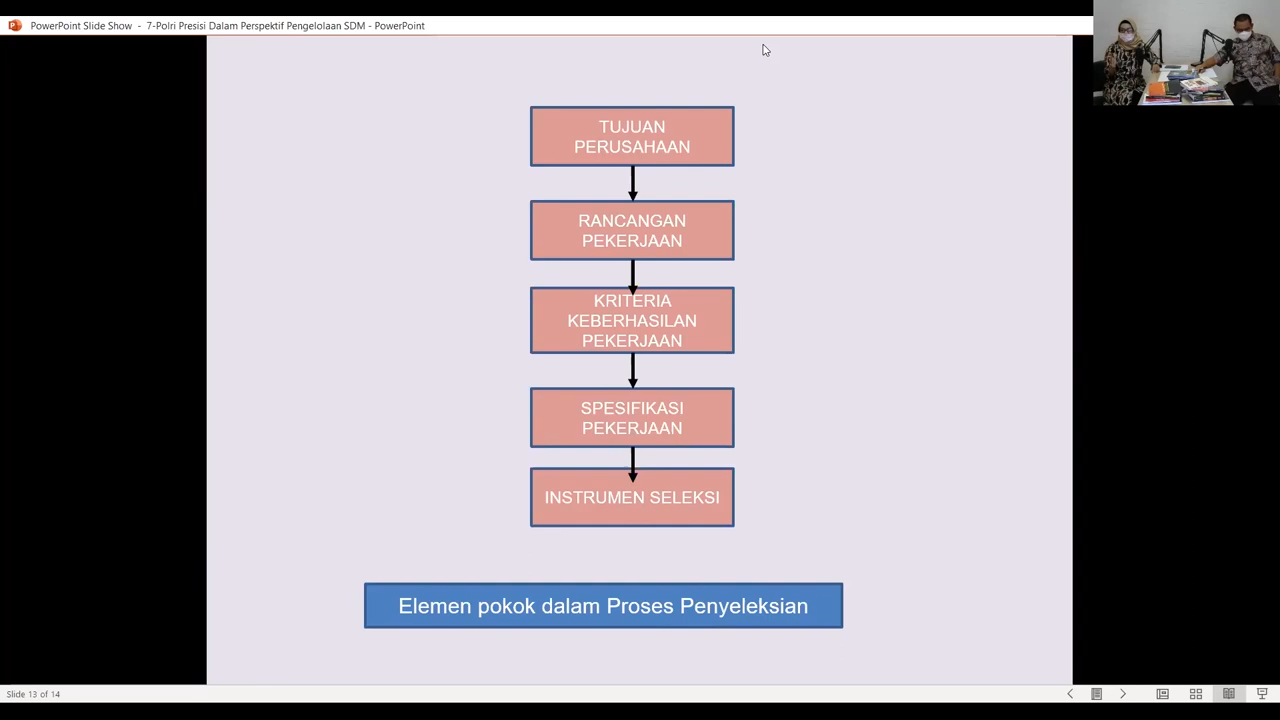 PowerPoint Slide Show - 7-Polri Presisi Dalam Perspektif Pengelolaan SDM - PowerPoint
TUJUAN
PERUSAHAAN
RANCANGAN
PEKERJAAN
KRITERIA
KEBERHASILAN
PEKERJAAN
SPESIFIKASI
PEKERJAAN
INSTRUMEN SELEKSI
Elemen pokok dalam Proses Penyeleksian
Slide 13 of 14